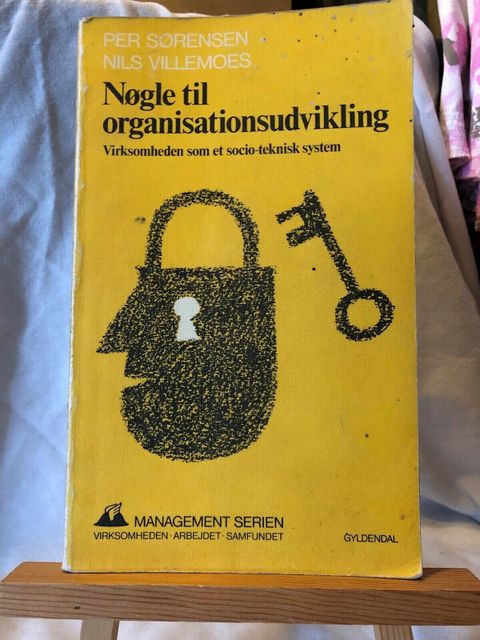 PER SØRENSEN
NILS VILLEMOES
Nøgle til
organisationsudvikling
Virksomheden som et socio-teknisk system
MANAGEMENT SERIEN
VIRKSOMHEDEN · ARBEJDET · SAMFUNDET
GYLDENDAL